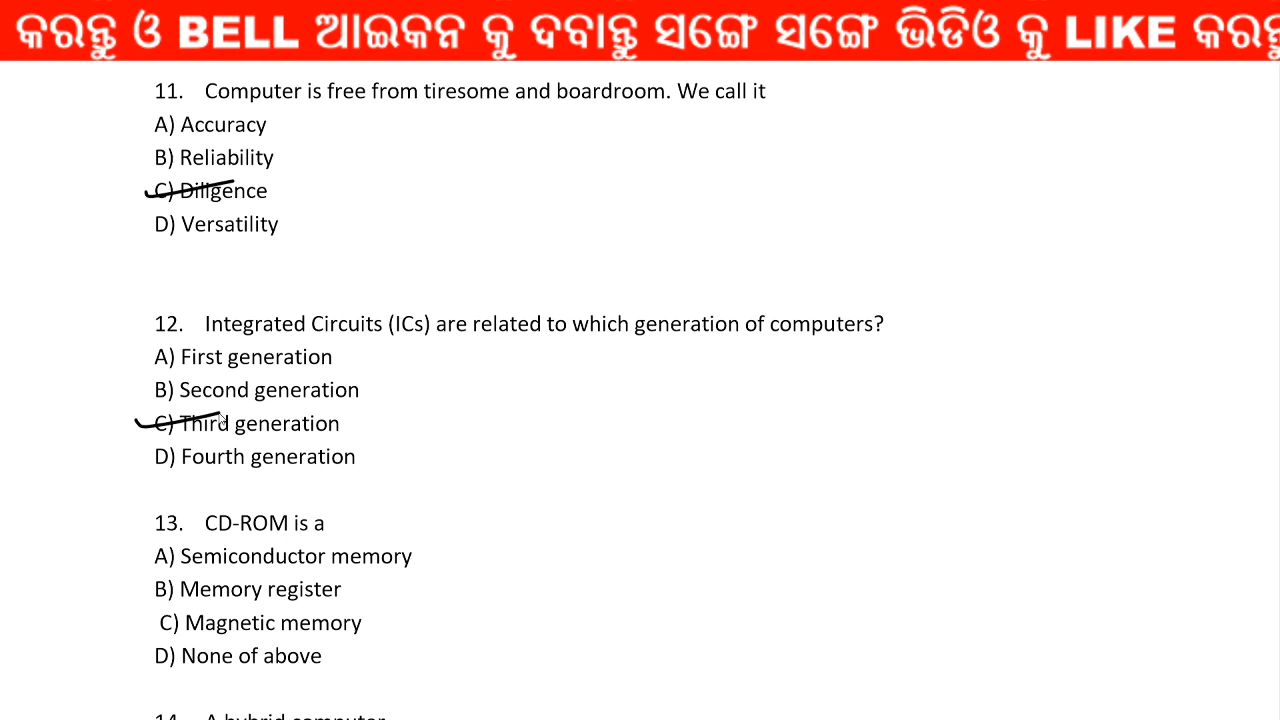 କରନ୍ତୁ ଓ BELL ଆଇକନ କୁ ଦବାନ୍ତୁ ସଙ୍ଗେ ସଙ୍ଗେ ଭିଡିଓ କୁ LIKE କରନ୍ତୁ
11. Computer is free from tiresome and boardroom. We call it
A) Accuracy
B) Reliability
C) Diligence
D) Versatility
12. Integrated Circuits (ICs) are related to which generation of computers?
A) First generation
B) Second generation
C) Third generation
D) Fourth generation
13. CD-ROM is a
A) Semiconductor memory
B) Memory register
C) Magnetic memory
D) None of above
14. A hybrid computer